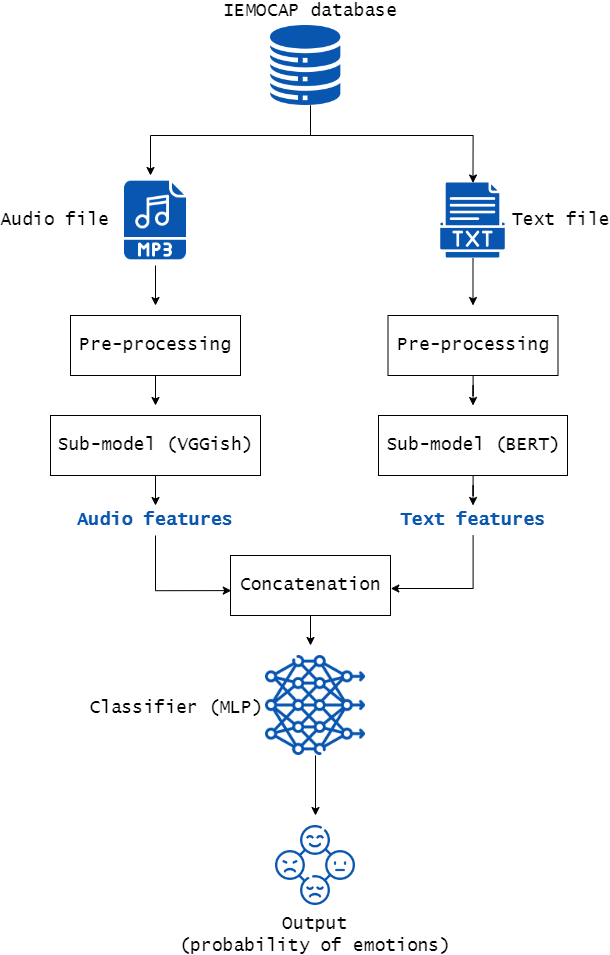 IEMOCAP database
Audio file
MP3
Text file
TXT
Pre-processing
Pre-processing
Sub-model (VGGish)
Sub-model (BERT)
Audio features
Text features
Concatenation
Classifier (MLP)
Output
(probability of emotions)